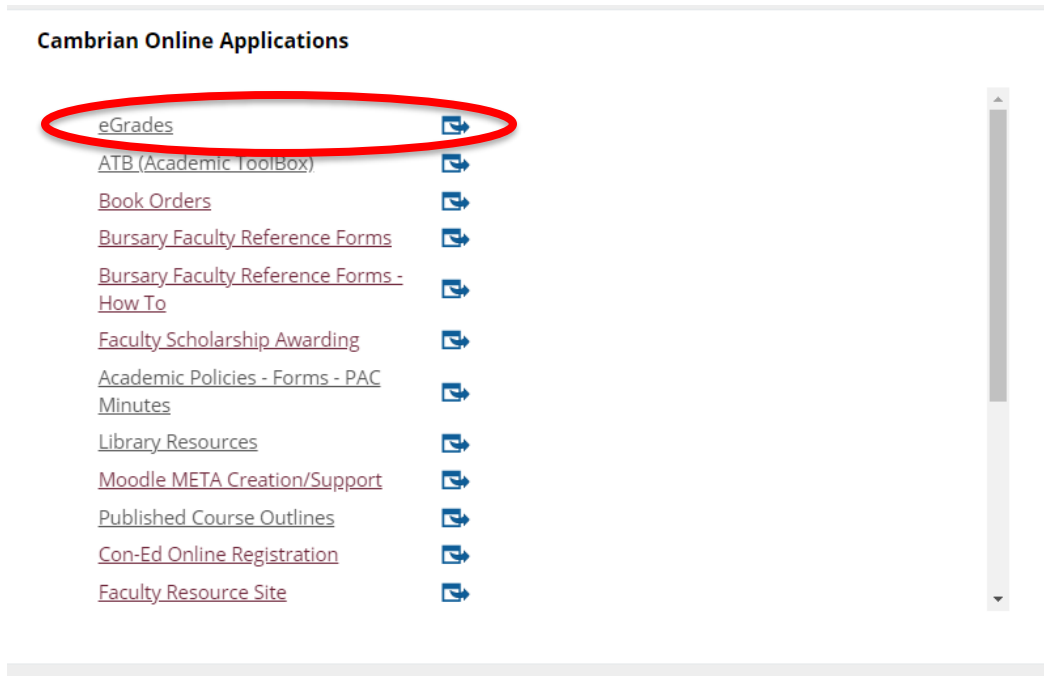 Cambrian Online Applications
eGrades
ATB (Academic ToolBox)
Book Orders
Bursary Faculty Reference Forms
Bursary Faculty Reference Forms -
How To
Faculty Scholarship Awarding
Academic Policies - Forms - PAC
Minutes
Library Resources
Moodle META Creation/Support
Published Course Outlines
Con-Ed Online Registration
Faculty Resource Site